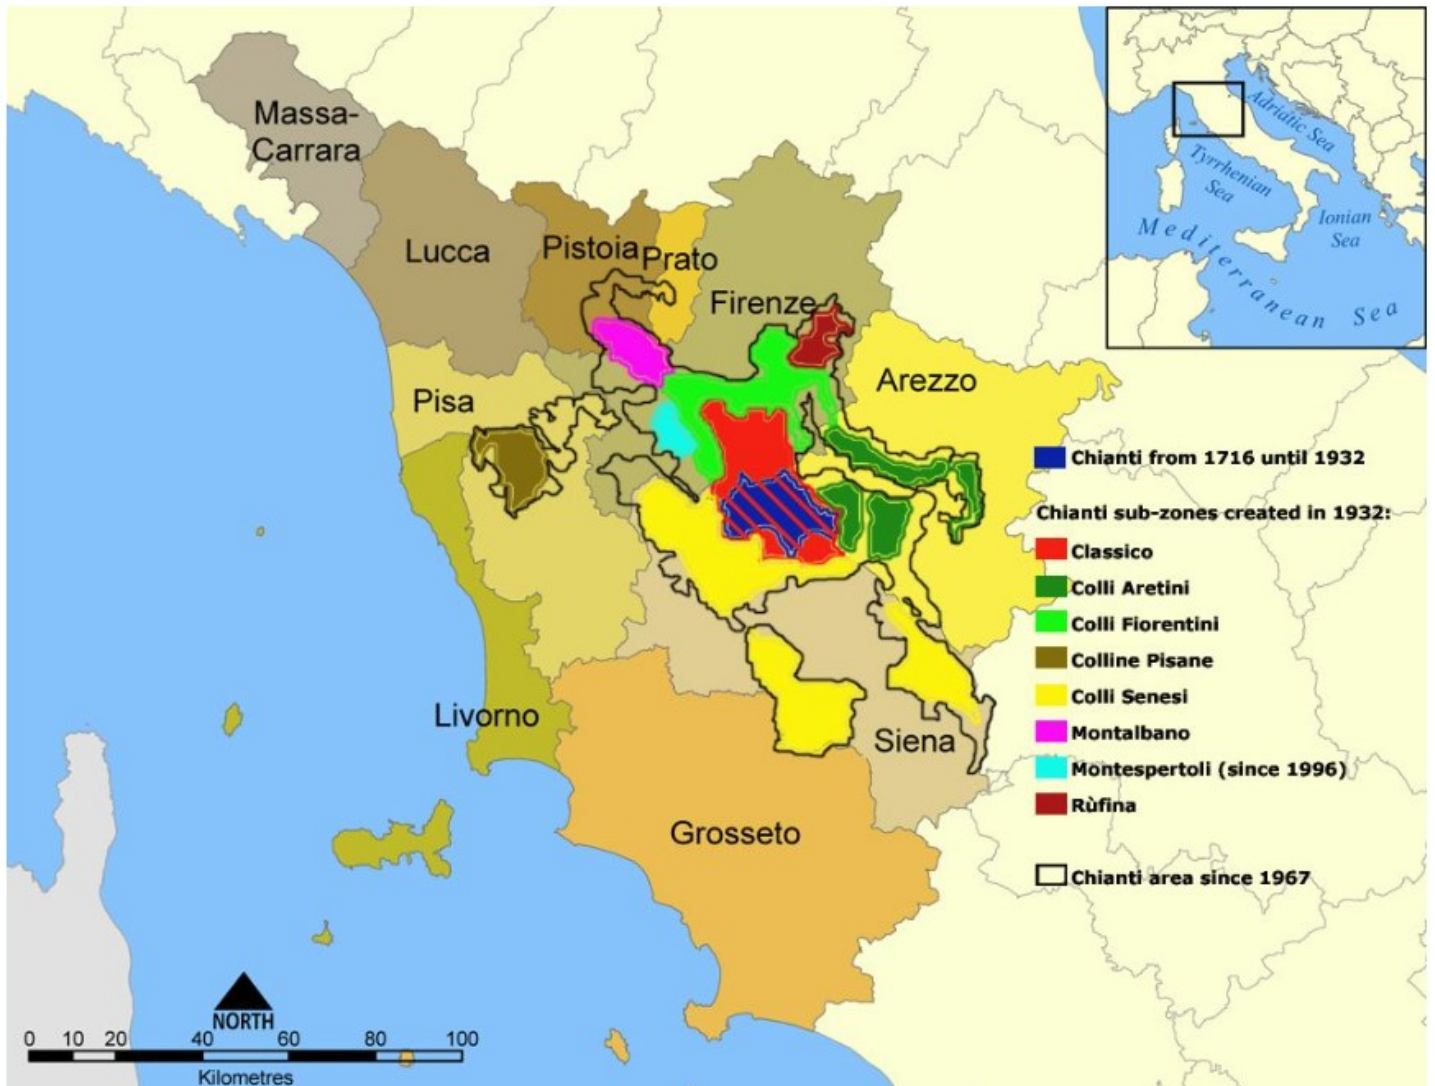 Massa-
Carrara
Lucca
Pistoia
Prato
Firenze
Pisa
Arezzo
Livorno
Siena
Grosseto
Adriatic Sea
Tyrrhenian
Sea
Ionian
Sea
Mediterranean Sea
Chianti from 1716 until 1932
Chianti sub-zones created in 1932:
Classico
Colli Aretini
Colli Fiorentini
Colline Pisane
Colli Senesi
Montalbano
Montespertoli (since 1996)
Rùfina
Chianti area since 1967
NORTH
0 10 20 40 60 80 100
Kilometres